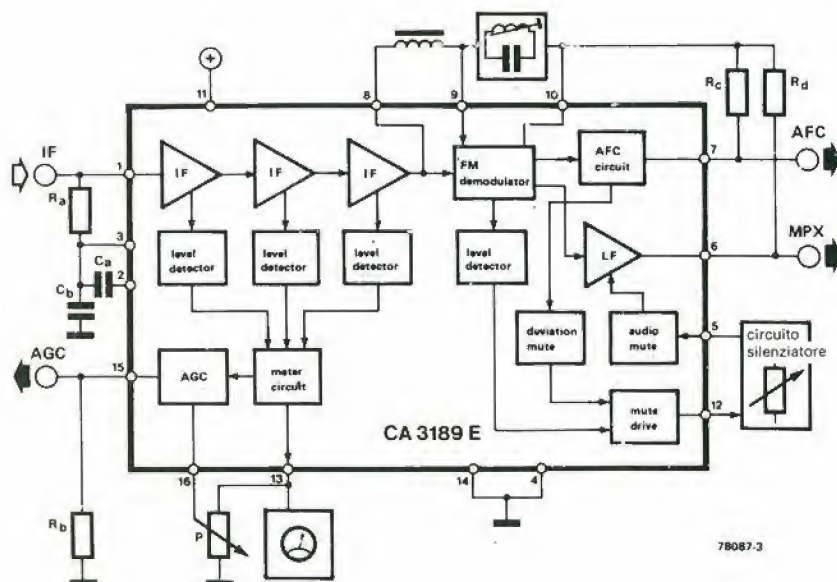 8
9
10
11
Rc
Rd
IF
1
IF
IF
IF
FM
demodulator
AFC
circuit
7
AFC
Ra
3
Ca
2
Cb
level
detector
level
detector
level
detector
level
detector
LF
6
MPX
AGC
15
AGC
meter
circuit
deviation
mute
audio
mute
5
circuito
silenziatore
mute
drive
12
CA 3189 E
16
13
14
4
Rb
P
78087-3